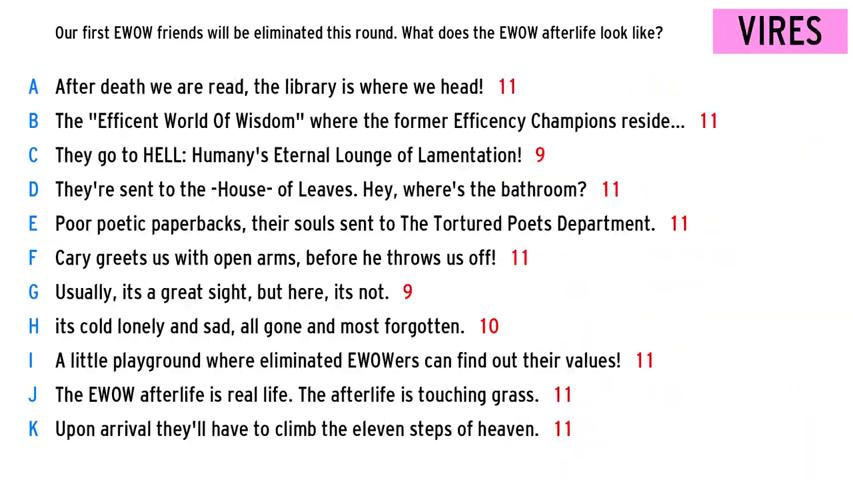 Our first EWOW friends will be eliminated this round. What does the EWOW afterlife look like?
VIRES
A After death we are read, the library is where we head! 11
B The "Efficent World Of Wisdom" where the former Efficency Champions reside... 11
C They go to HELL: Humany's Eternal Lounge of Lamentation! 9
D They're sent to the -House- of Leaves. Hey, where's the bathroom? 11
E Poor poetic paperbacks, their souls sent to The Tortured Poets Department. 11
F Cary greets us with open arms, before he throws us off! 11
G Usually, its a great sight, but here, its not. 9
H its cold lonely and sad, all gone and most forgotten. 10
I A little playground where eliminated EWOWers can find out their values! 11
J The EWOW afterlife is real life. The afterlife is touching grass. 11
K Upon arrival they'll have to climb the eleven steps of heaven. 11